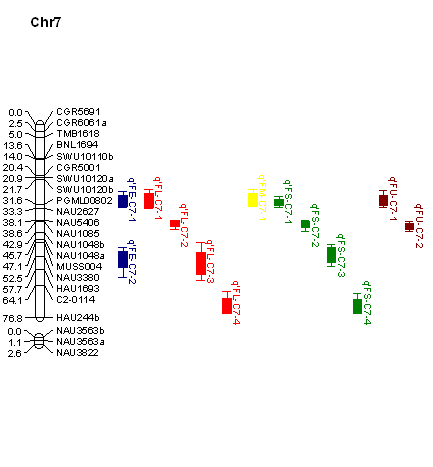 Chr7
0.0 CGR5691
2.5 CGR6061a
5.0 TMB1618
13.6 BNL1694
14.0 SWU10110b
20.4 CGR5001
20.9 SWU10120a
21.7 SWU10120b
31.6 PGML00802
33.3 NAU2627
38.1 NAU5406
38.6 NAU1085
42.9 NAU1048b
45.7 NAU1048a
47.1 MUSS004
52.5 NAU3380
57.7 HAU1693
64.1 C2-0114
76.8 HAU244b
0.0 NAU3563b
1.1 NAU3563a
2.6 NAU3822
qFE-C7-1
qFE-C7-2
qFL-C7-1
qFL-C7-2
qFL-C7-3
qFL-C7-4
qFM-C7-1
qFS-C7-1
qFS-C7-2
qFS-C7-3
qFS-C7-4
qFU-C7-1
qFU-C7-2